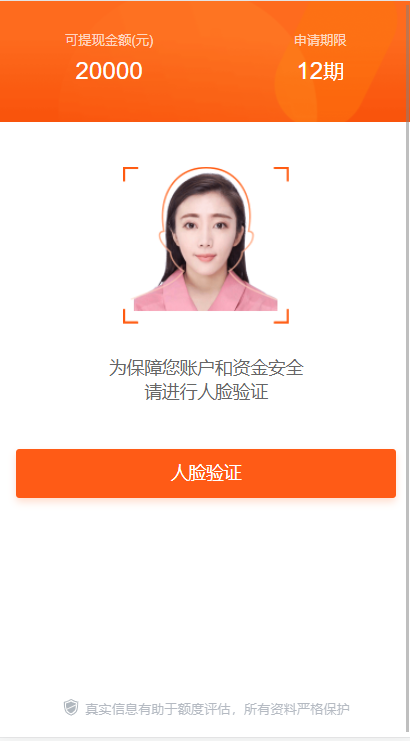 可提现金额(元)
申请期限
20000
12期
为保障您账户和资金安全
请进行人脸验证
人脸验证
真实信息有助于额度评估，所有资料严格保护